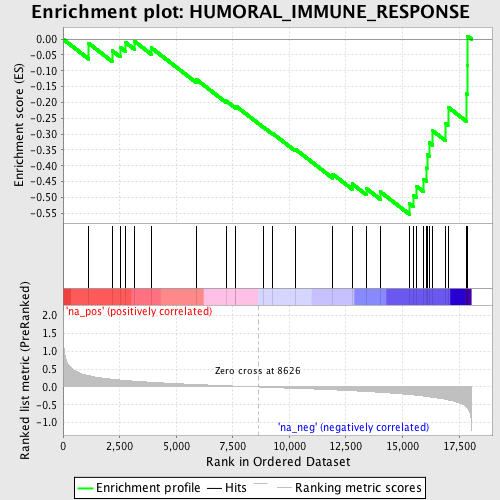 Enrichment plot: HUMORAL_IMMUNE_RESPONSE
Enrichment score (ES)
0.00
-0.05
-0.10
-0.15
-0.20
-0.25
-0.30
-0.35
-0.40
-0.45
-0.50
-0.55
'na_pos' (positively correlated)
Ranked list metric (PreRanked)
2.0
1.5
1.0
0.5
0.0
-0.5
-1.0
Zero cross at 8626
'na_neg' (negatively correlated)
0 2,500 5,000 7,500 10,000 12,500 15,000 17,500
Rank in Ordered Dataset
Enrichment profile Hits Ranking metric scores